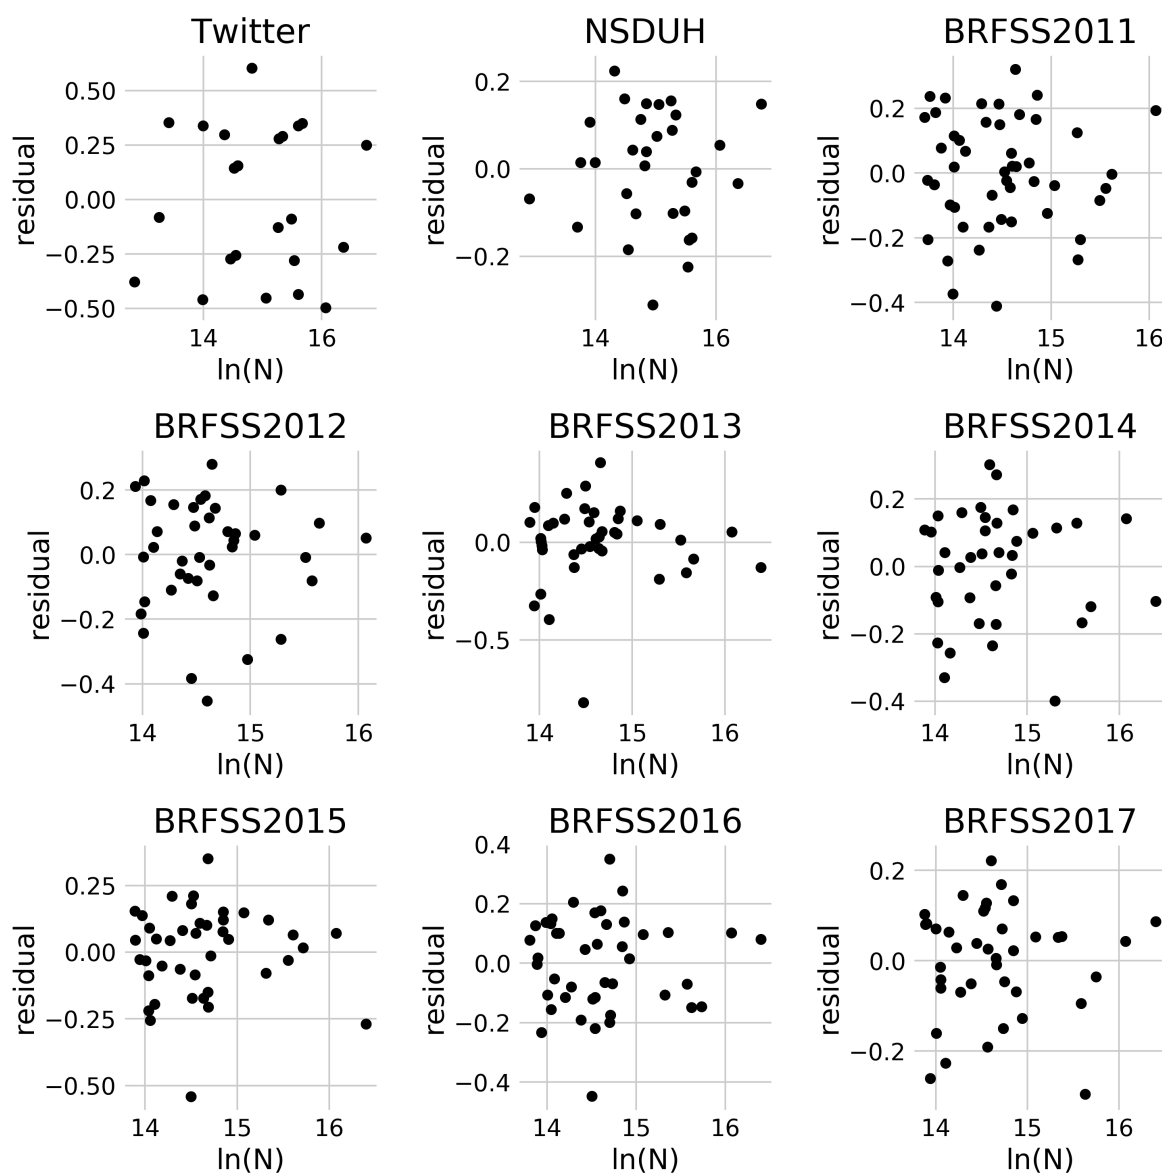 Twitter
0.50
0.25
0.00
−0.25
−0.50
residual
14 16
ln(N)
NSDUH
0.2
0.0
−0.2
residual
14 16
ln(N)
BRFSS2011
0.2
0.0
−0.2
−0.4
residual
14 15 16
ln(N)
BRFSS2012
0.2
0.0
−0.2
−0.4
residual
14 15 16
ln(N)
BRFSS2013
0.0
−0.5
residual
14 15 16
ln(N)
BRFSS2014
0.2
0.0
−0.2
−0.4
residual
14 15 16
ln(N)
BRFSS2015
0.25
0.00
−0.25
−0.50
residual
14 15 16
ln(N)
BRFSS2016
0.4
0.2
0.0
−0.2
−0.4
residual
14 15 16
ln(N)
BRFSS2017
0.2
0.0
−0.2
residual
14 15 16
ln(N)